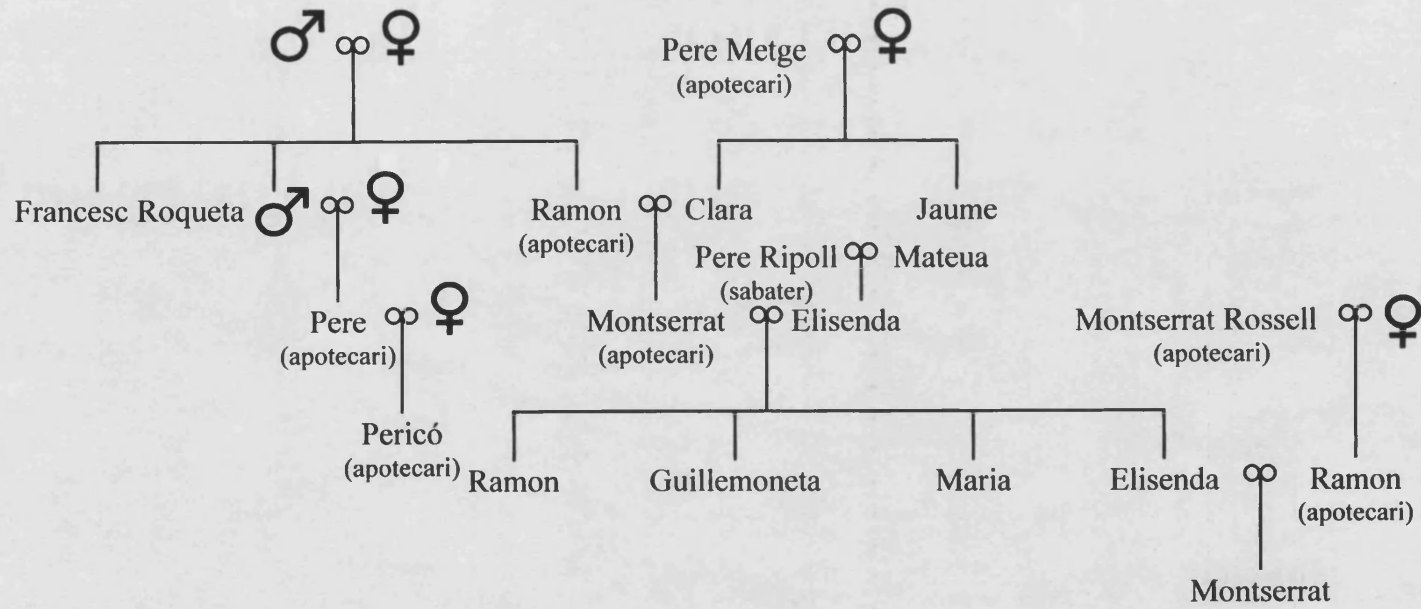 Pere Metge
(apotecari)
Francesc Roqueta
Ramon
(apotecari)
Clara
Jaume
Pere Ripoll
(sabater)
Mateua
Pere
(apotecari)
Montserrat
(apotecari)
Elisenda
Montserrat Rossell
(apotecari)
Pericó
(apotecari)
Ramon
Guillemoneta
Maria
Elisenda
Ramon
(apotecari)
Montserrat